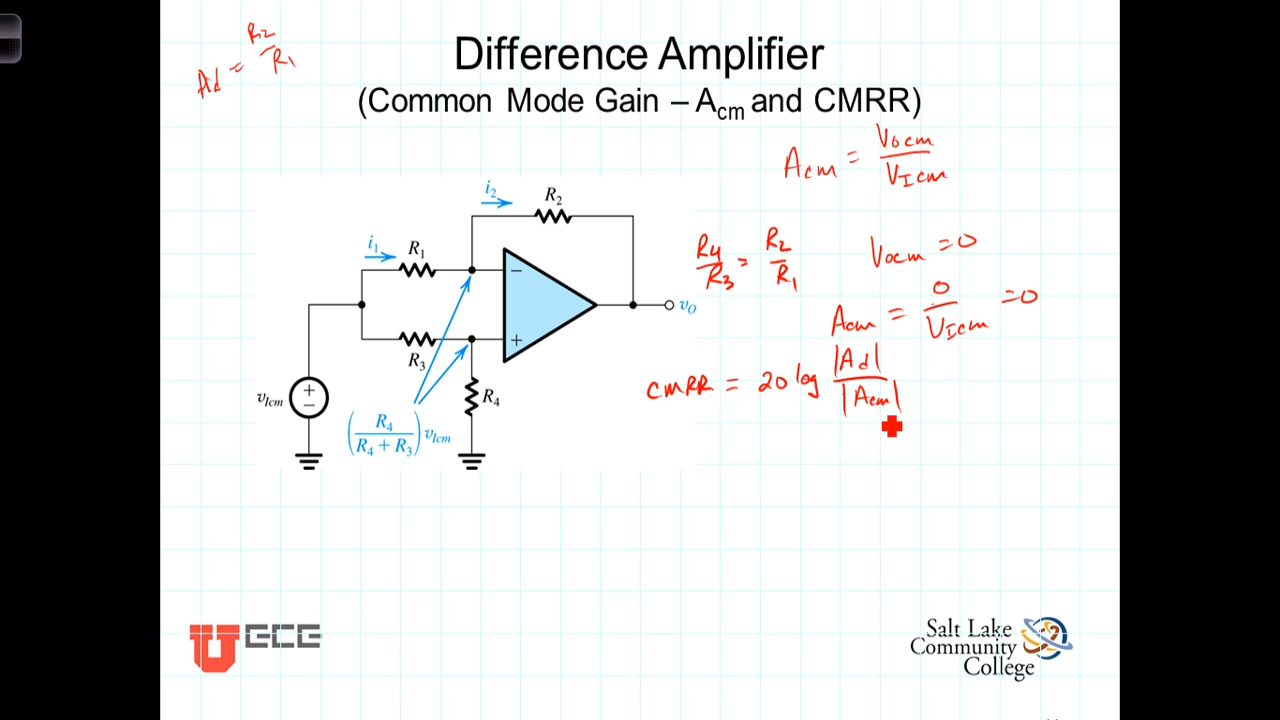 Ad = R2/R1
Difference Amplifier
(Common Mode Gain – Acm and CMRR)
Acm = Vocm/VIcm
i2
R2
i1
R1
R4/R3 = R2/R1
Vocm = 0
−
vO
Acm = 0/VIcm = 0
+
R3
CMRR = 20 log |Ad|/|Acm|
vIcm
+
−
R4
(R4/(R4 + R3)) vIcm
U ECE
Salt Lake
Community
College